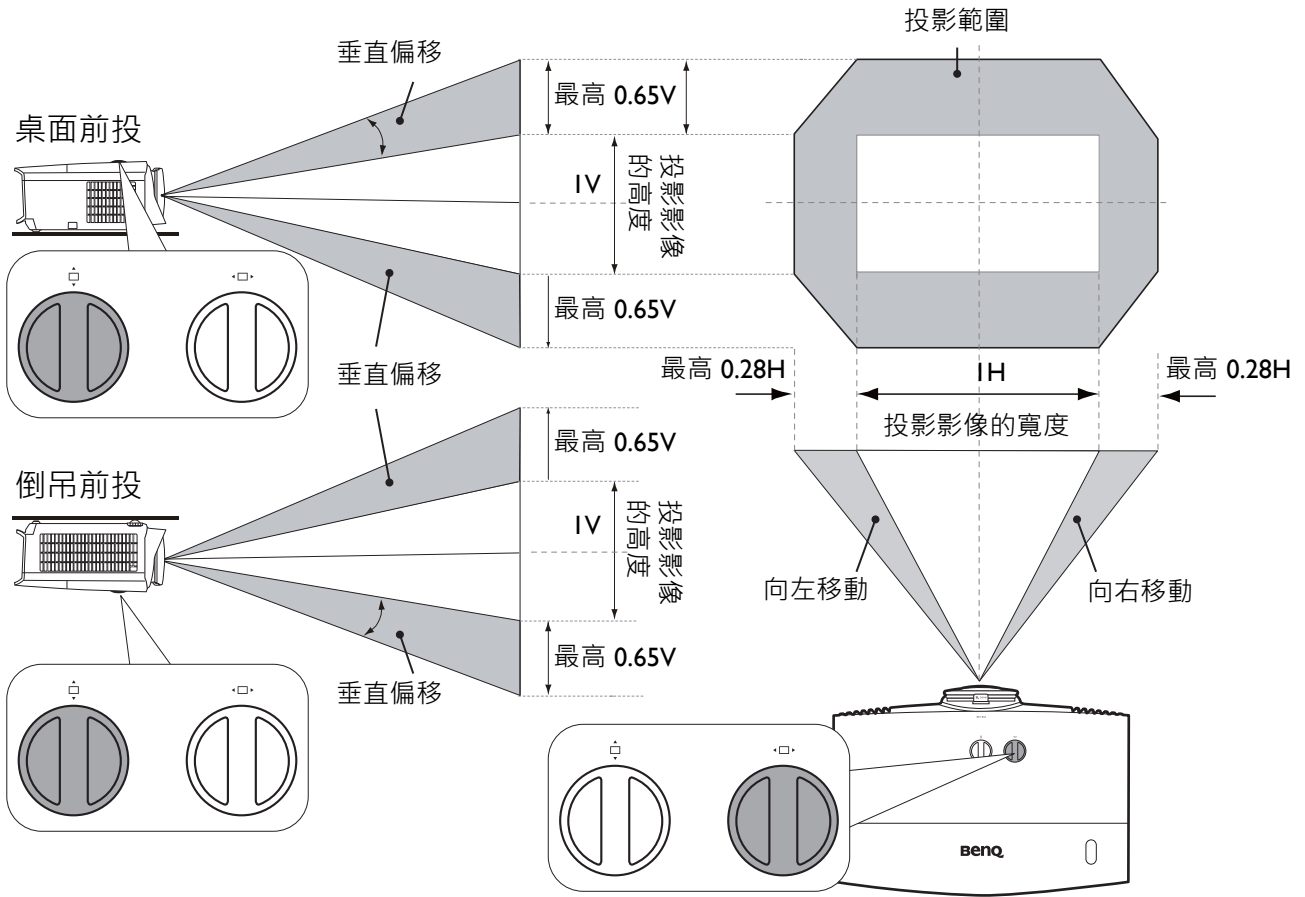 投影範圍
垂直偏移
最高 0.65V
桌面前投
1V
投影影像
的高度
垂直偏移
最高 0.65V
最高 0.28H
1H
最高 0.28H
投影影像的寬度
倒吊前投
最高 0.65V
1V
投影影像
的高度
向左移動
向右移動
最高 0.65V
垂直偏移
BenQ